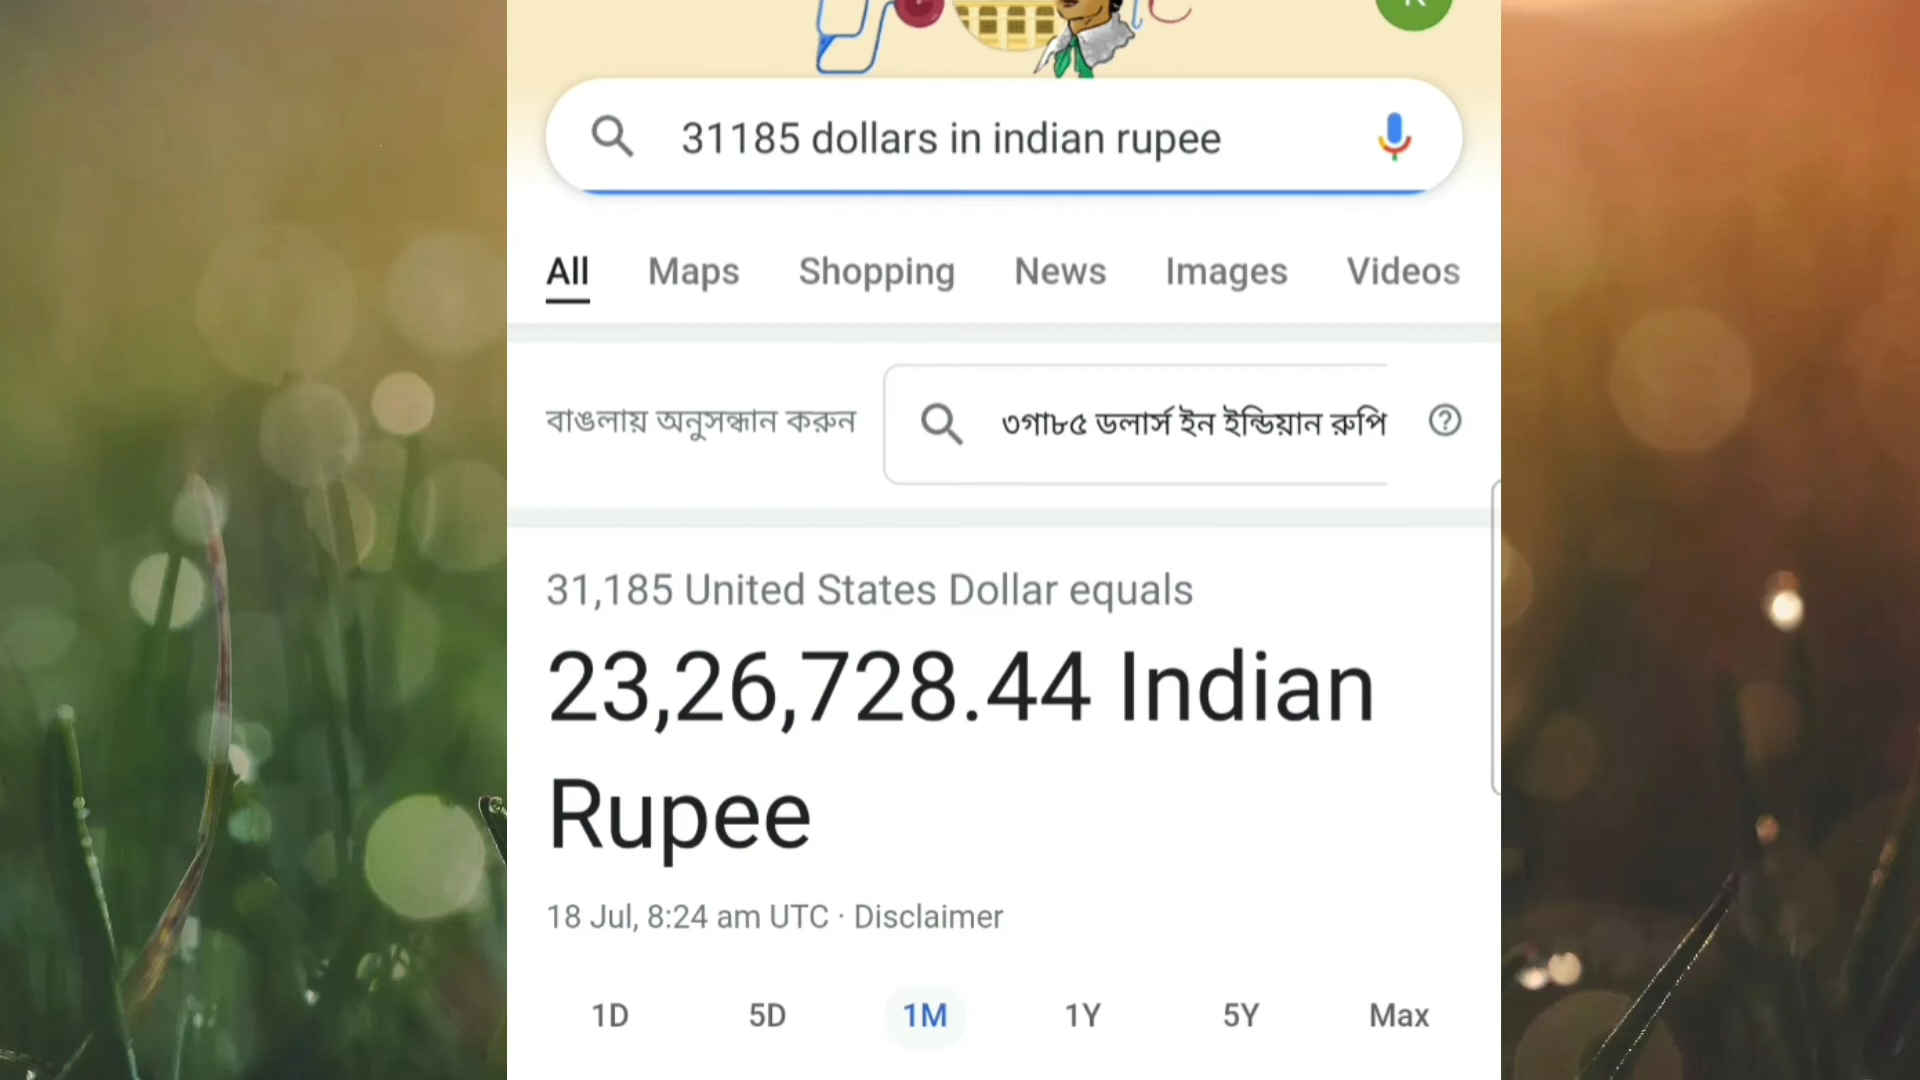 31185 dollars in indian rupee
All Maps Shopping News Images Videos
বাঙলায় অনুসন্ধান করুন ৩গা৮৫ ডলার্স ইন ইন্ডিয়ান রুপি
31,185 United States Dollar equals
23,26,728.44 Indian
Rupee
18 Jul, 8:24 am UTC · Disclaimer
1D 5D 1M 1Y 5Y Max